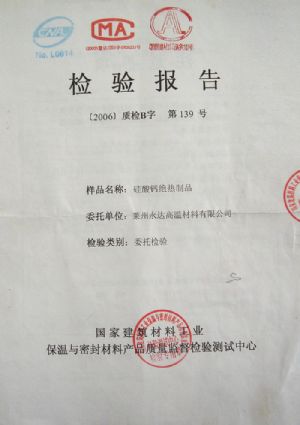 CNAL
No. L0614
MA
检验报告
〔2006〕质检B字 第139号
样品名称：硅酸钙绝热制品
委托单位：莱州永达高温材料有限公司
检验类别：委托检验
国家建筑材料工业
保温与密封材料产品质量监督检验测试中心